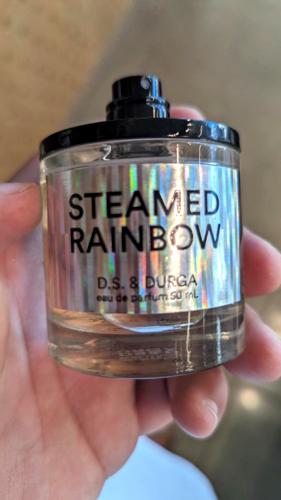 STEAMED
RAINBOW
D.S. & DURGA
eau de parfum 50 mL